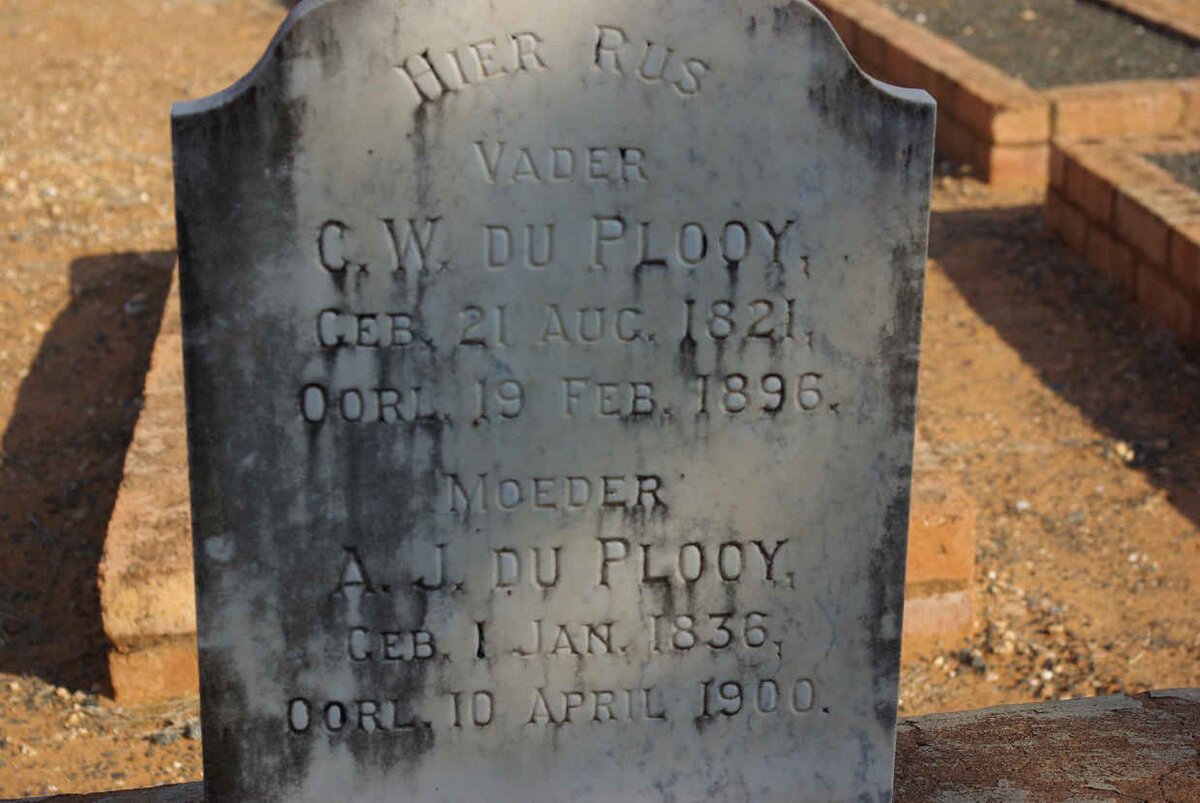 HIER RUS
VADER
C. W. DU PLOOY,
GEB. 21 AUG. 1821,
OORL. 19 FEB. 1896.
MOEDER
A. J. DU PLOOY,
GEB. 1 JAN. 1836,
OORL. 10 APRIL 1900.